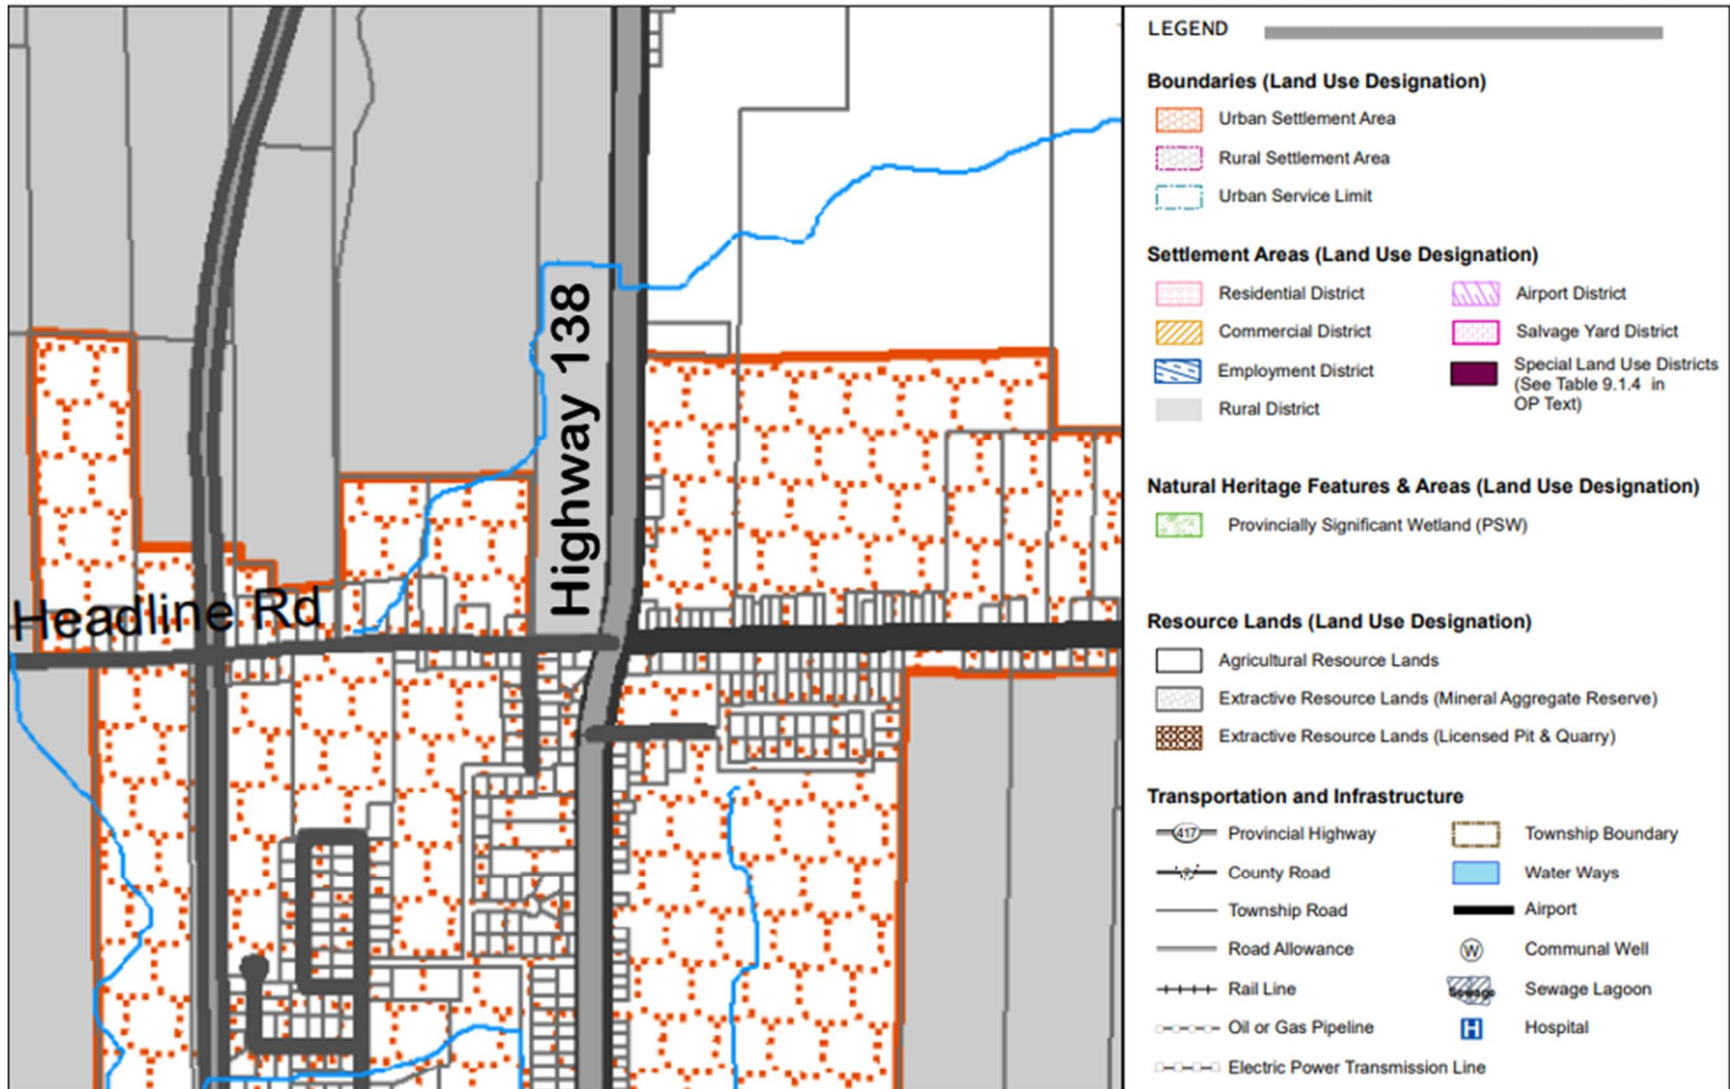 Highway 138
Headline Rd
LEGEND
Boundaries (Land Use Designation)
Urban Settlement Area
Rural Settlement Area
Urban Service Limit
Settlement Areas (Land Use Designation)
Residential District
Airport District
Commercial District
Salvage Yard District
Employment District
Special Land Use Districts
(See Table 9.1.4 in
OP Text)
Rural District
Natural Heritage Features & Areas (Land Use Designation)
Provincially Significant Wetland (PSW)
Resource Lands (Land Use Designation)
Agricultural Resource Lands
Extractive Resource Lands (Mineral Aggregate Reserve)
Extractive Resource Lands (Licensed Pit & Quarry)
Transportation and Infrastructure
417 Provincial Highway
Township Boundary
County Road
Water Ways
Township Road
Airport
Road Allowance
W Communal Well
Rail Line
Sewage Sewage Lagoon
Oil or Gas Pipeline
H Hospital
Electric Power Transmission Line